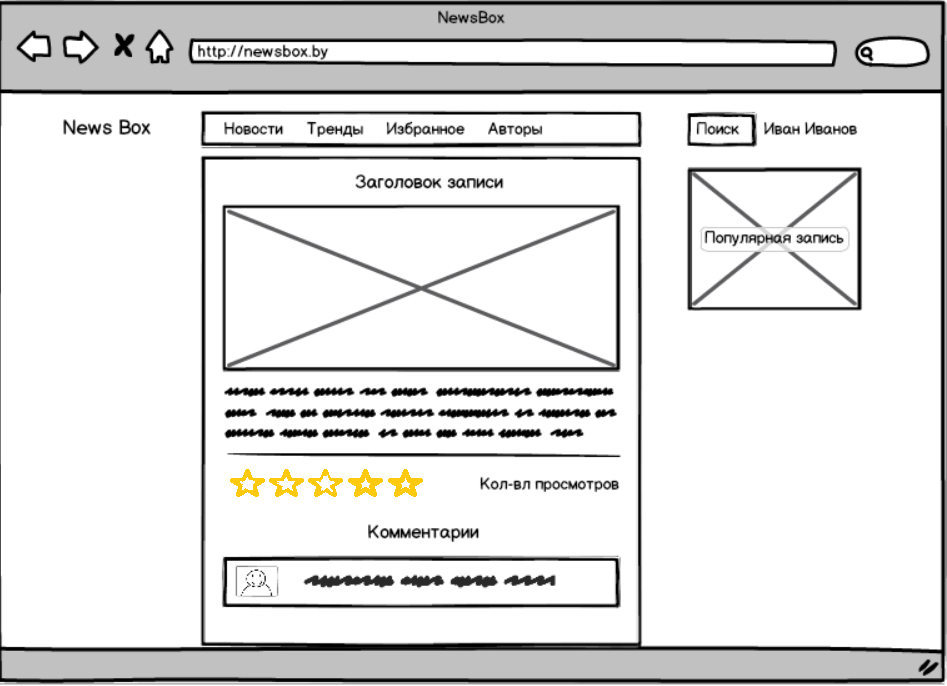 NewsBox
http://newsbox.by
News Box
Новости Тренды Избранное Авторы
Поиск Иван Иванов
Заголовок записи
Популярная запись
Кол-вл просмотров
Комментарии